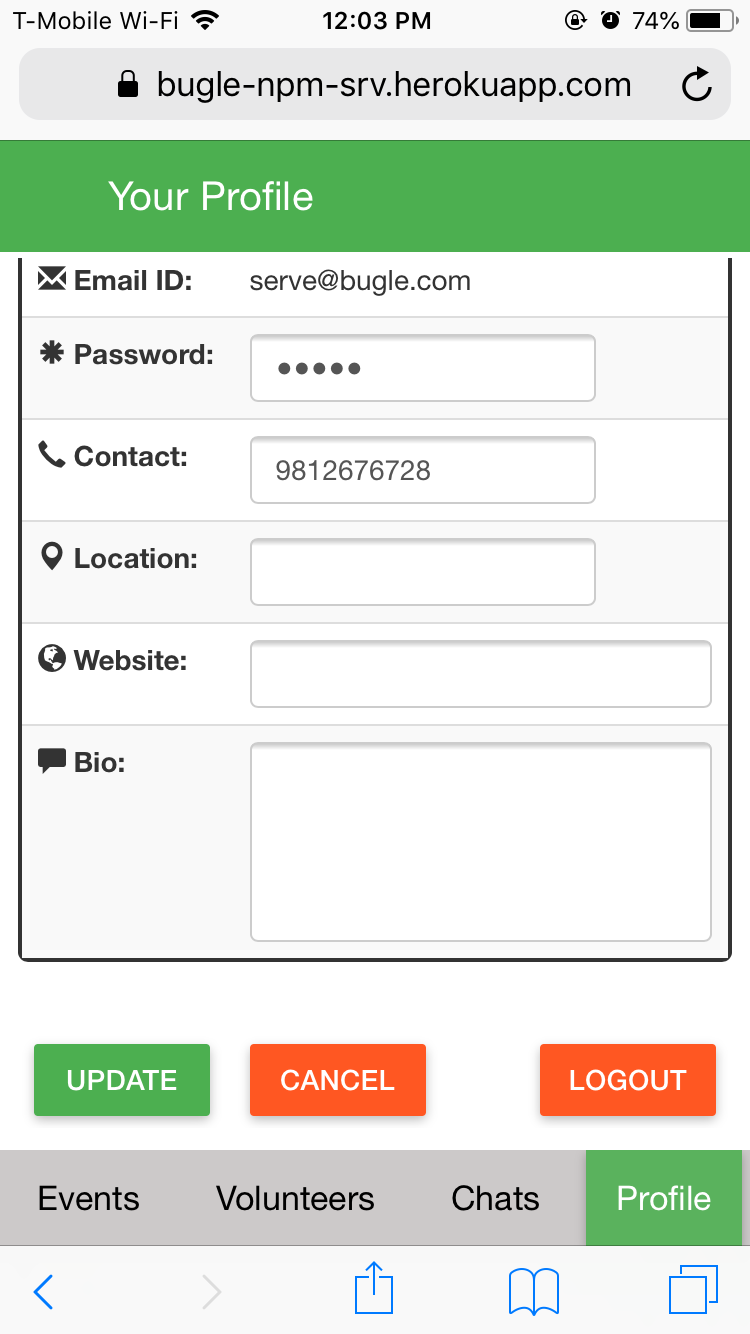 T-Mobile Wi-Fi 12:03 PM 74%
bugle-npm-srv.herokuapp.com
Your Profile
Email ID: serve@bugle.com
Password: •••••
Contact: 9812676728
Location:
Website:
Bio:
UPDATE CANCEL LOGOUT
Events Volunteers Chats Profile